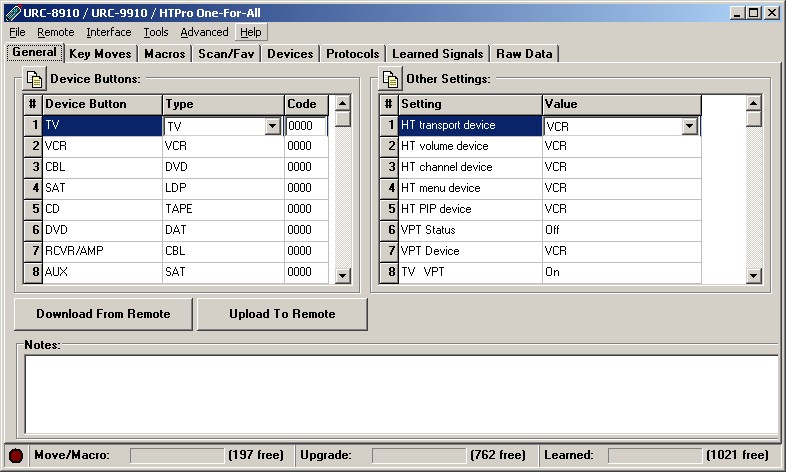 URC-8910 / URC-9910 / HTPro One-For-All
File Remote Interface Tools Advanced Help
General Key Moves Macros Scan/Fav Devices Protocols Learned Signals Raw Data
Device Buttons:
# Device Button Type Code
1 TV TV 0000
2 VCR VCR 0000
3 CBL DVD 0000
4 SAT LDP 0000
5 CD TAPE 0000
6 DVD DAT 0000
7 RCVR/AMP CBL 0000
8 AUX SAT 0000
Other Settings:
# Setting Value
1 HT transport device VCR
2 HT volume device VCR
3 HT channel device VCR
4 HT menu device VCR
5 HT PIP device VCR
6 VPT Status Off
7 VPT Device VCR
8 TV VPT On
Download From Remote Upload To Remote
Notes:
Move/Macro: (197 free) Upgrade: (762 free) Learned: (1021 free)